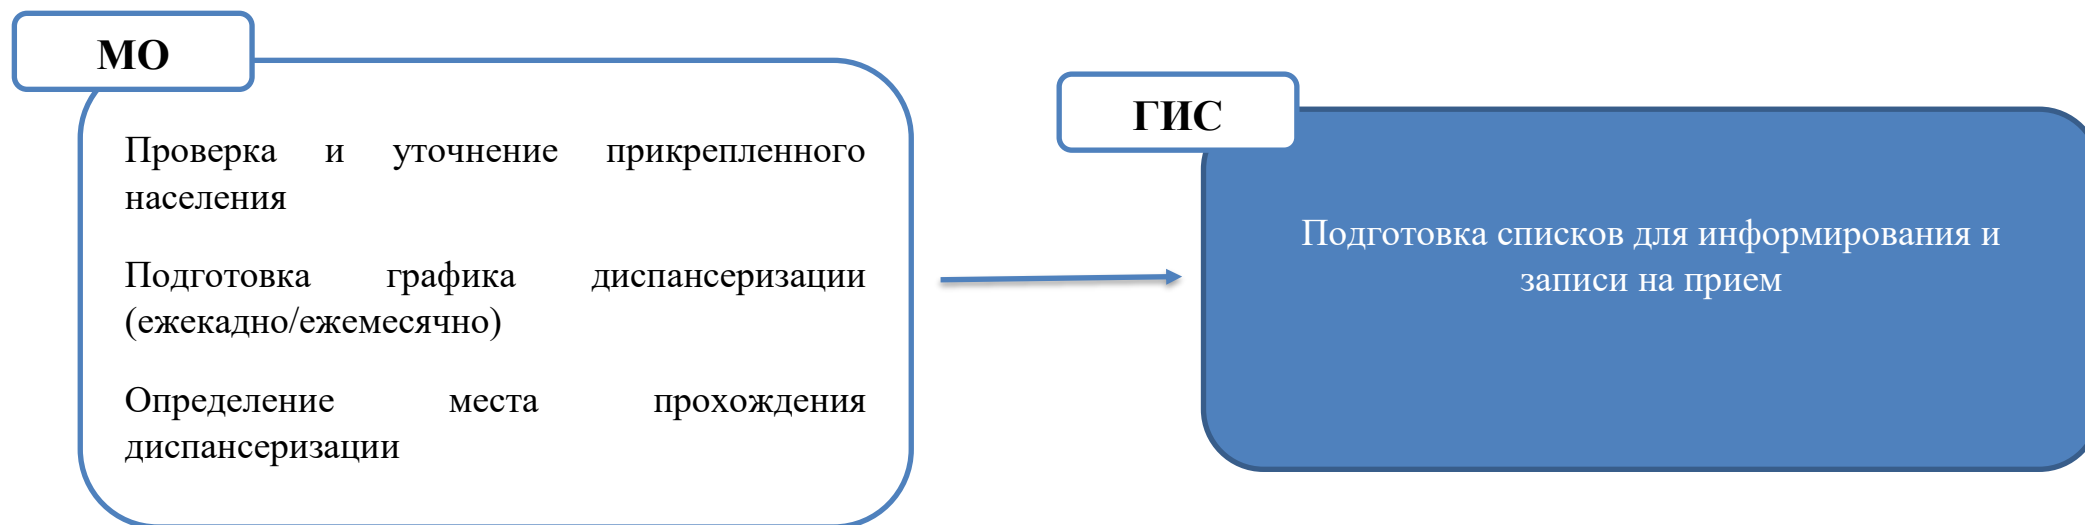 МО
Проверка и уточнение прикрепленного
населения
Подготовка графика диспансеризации
(ежекадно/ежемесячно)
Определение места прохождения
диспансеризации
ГИС
Подготовка списков для информирования и
записи на прием